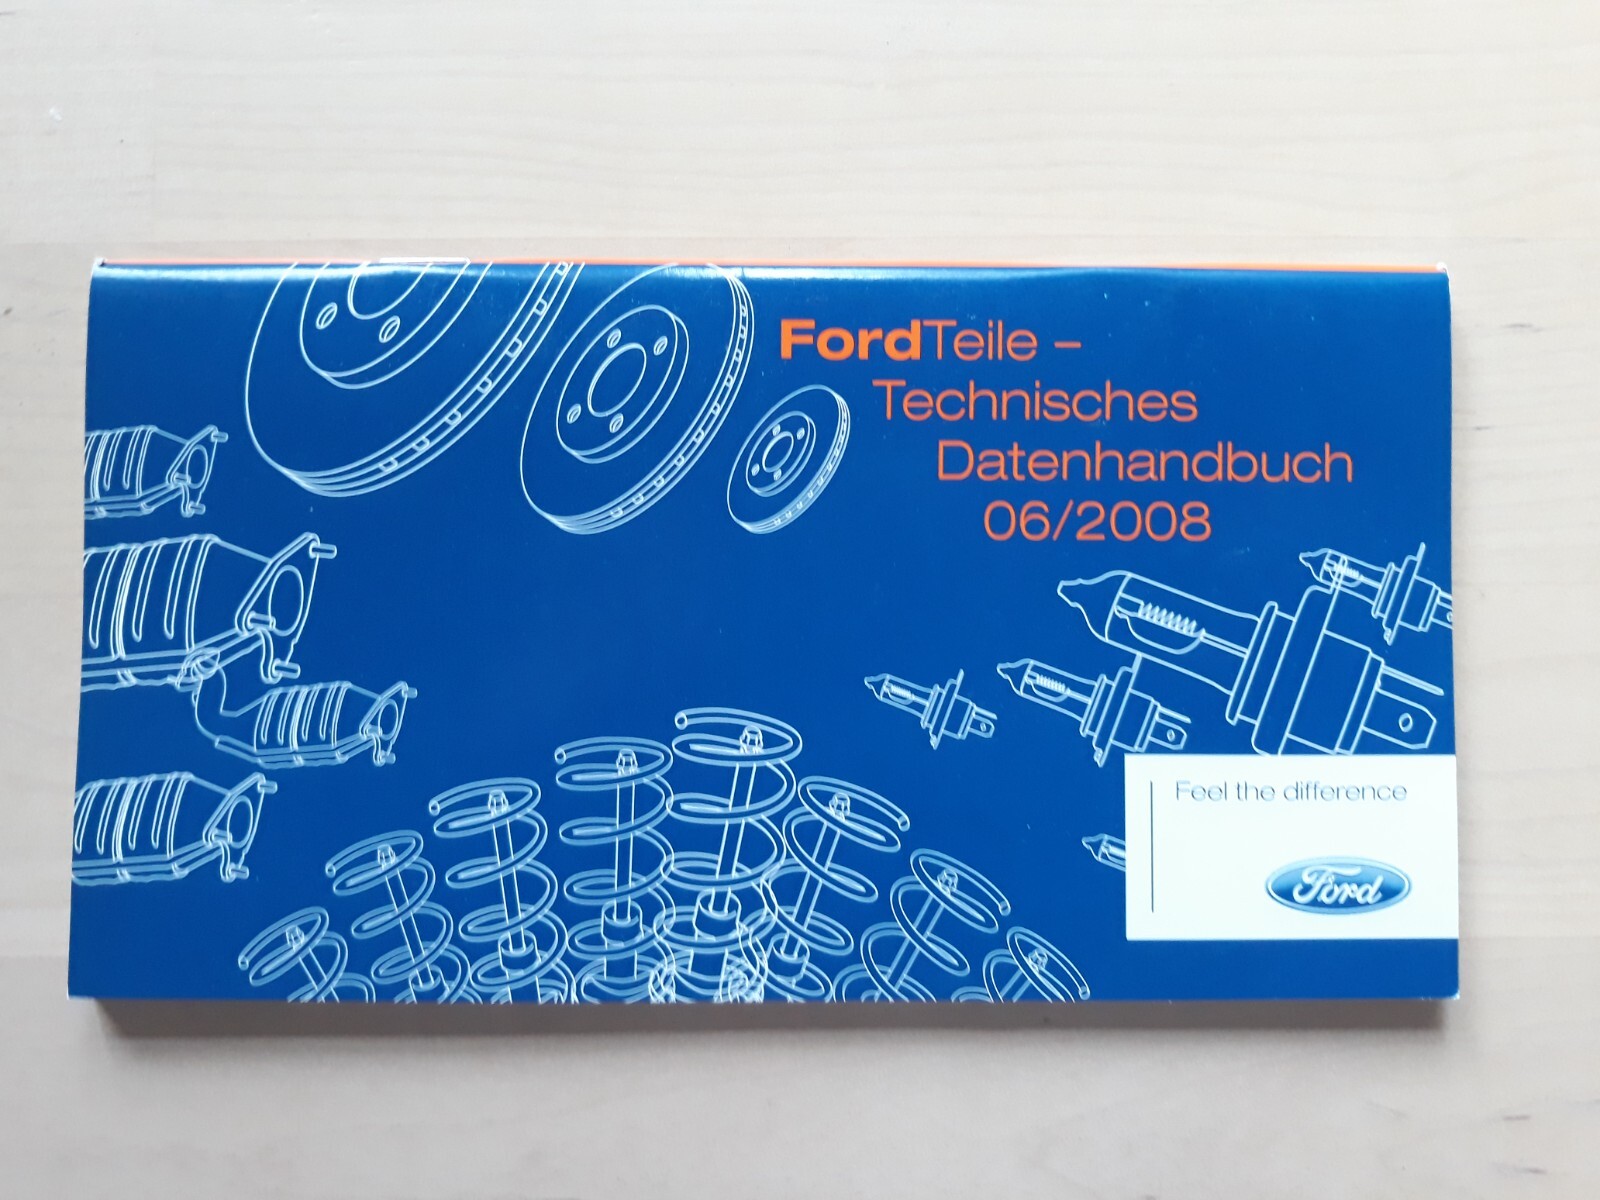 FordTeile –
Technisches
Datenhandbuch
06/2008
Feel the difference
Ford